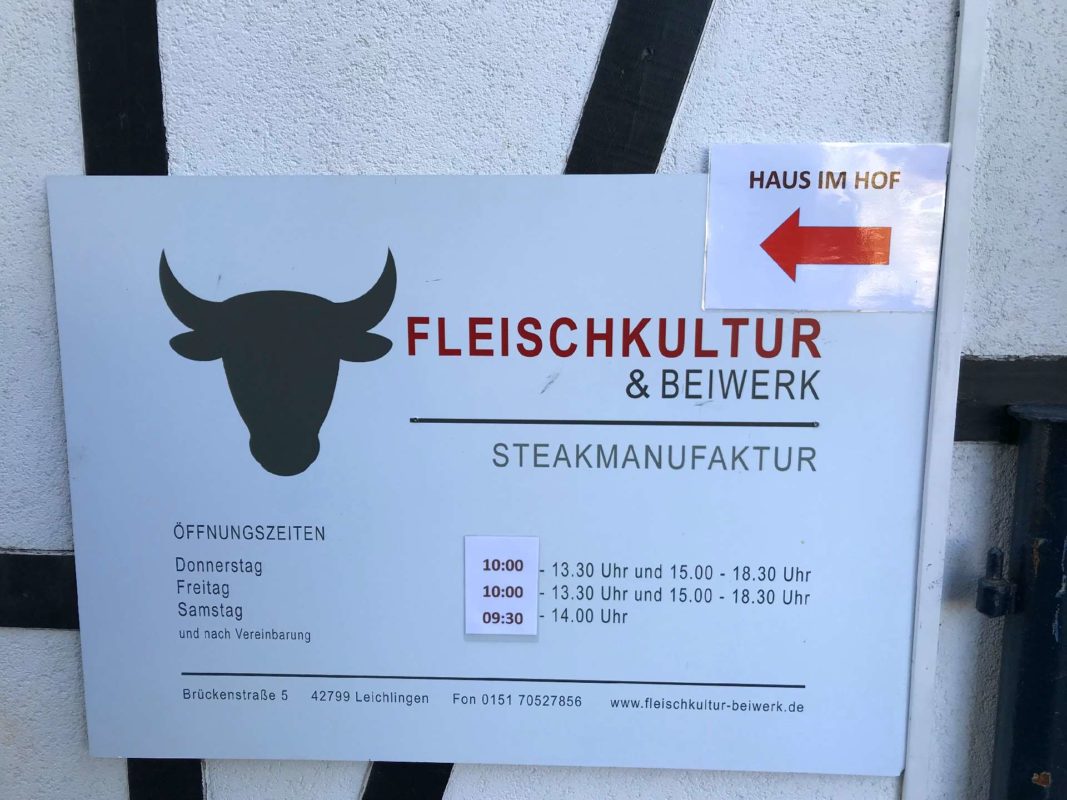 HAUS IM HOF
FLEISCHKULTUR
& BEIWERK
STEAKMANUFAKTUR
ÖFFNUNGSZEITEN
Donnerstag 10:00 - 13.30 Uhr und 15.00 - 18.30 Uhr
Freitag 10:00 - 13.30 Uhr und 15.00 - 18.30 Uhr
Samstag 09:30 - 14.00 Uhr
und nach Vereinbarung
Brückenstraße 5 42799 Leichlingen Fon 0151 70527856 www.fleischkultur-beiwerk.de